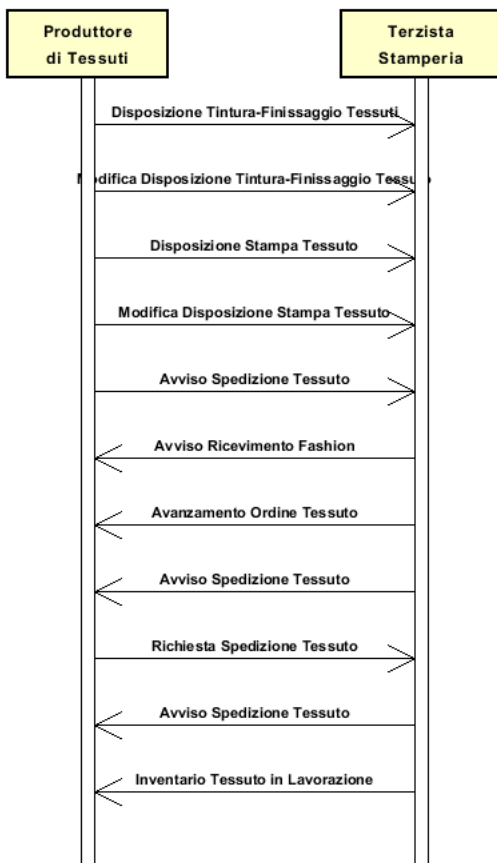 Produttore
di Tessuti
Terzista
Stamperia
Disposizione Tintura-Finissaggio Tessuti
Modifica Disposizione Tintura-Finissaggio Tessuto
Disposizione Stampa Tessuto
Modifica Disposizione Stampa Tessuto
Avviso Spedizione Tessuto
Avviso Ricevimento Fashion
Avanzamento Ordine Tessuto
Avviso Spedizione Tessuto
Richiesta Spedizione Tessuto
Avviso Spedizione Tessuto
Inventario Tessuto in Lavorazione